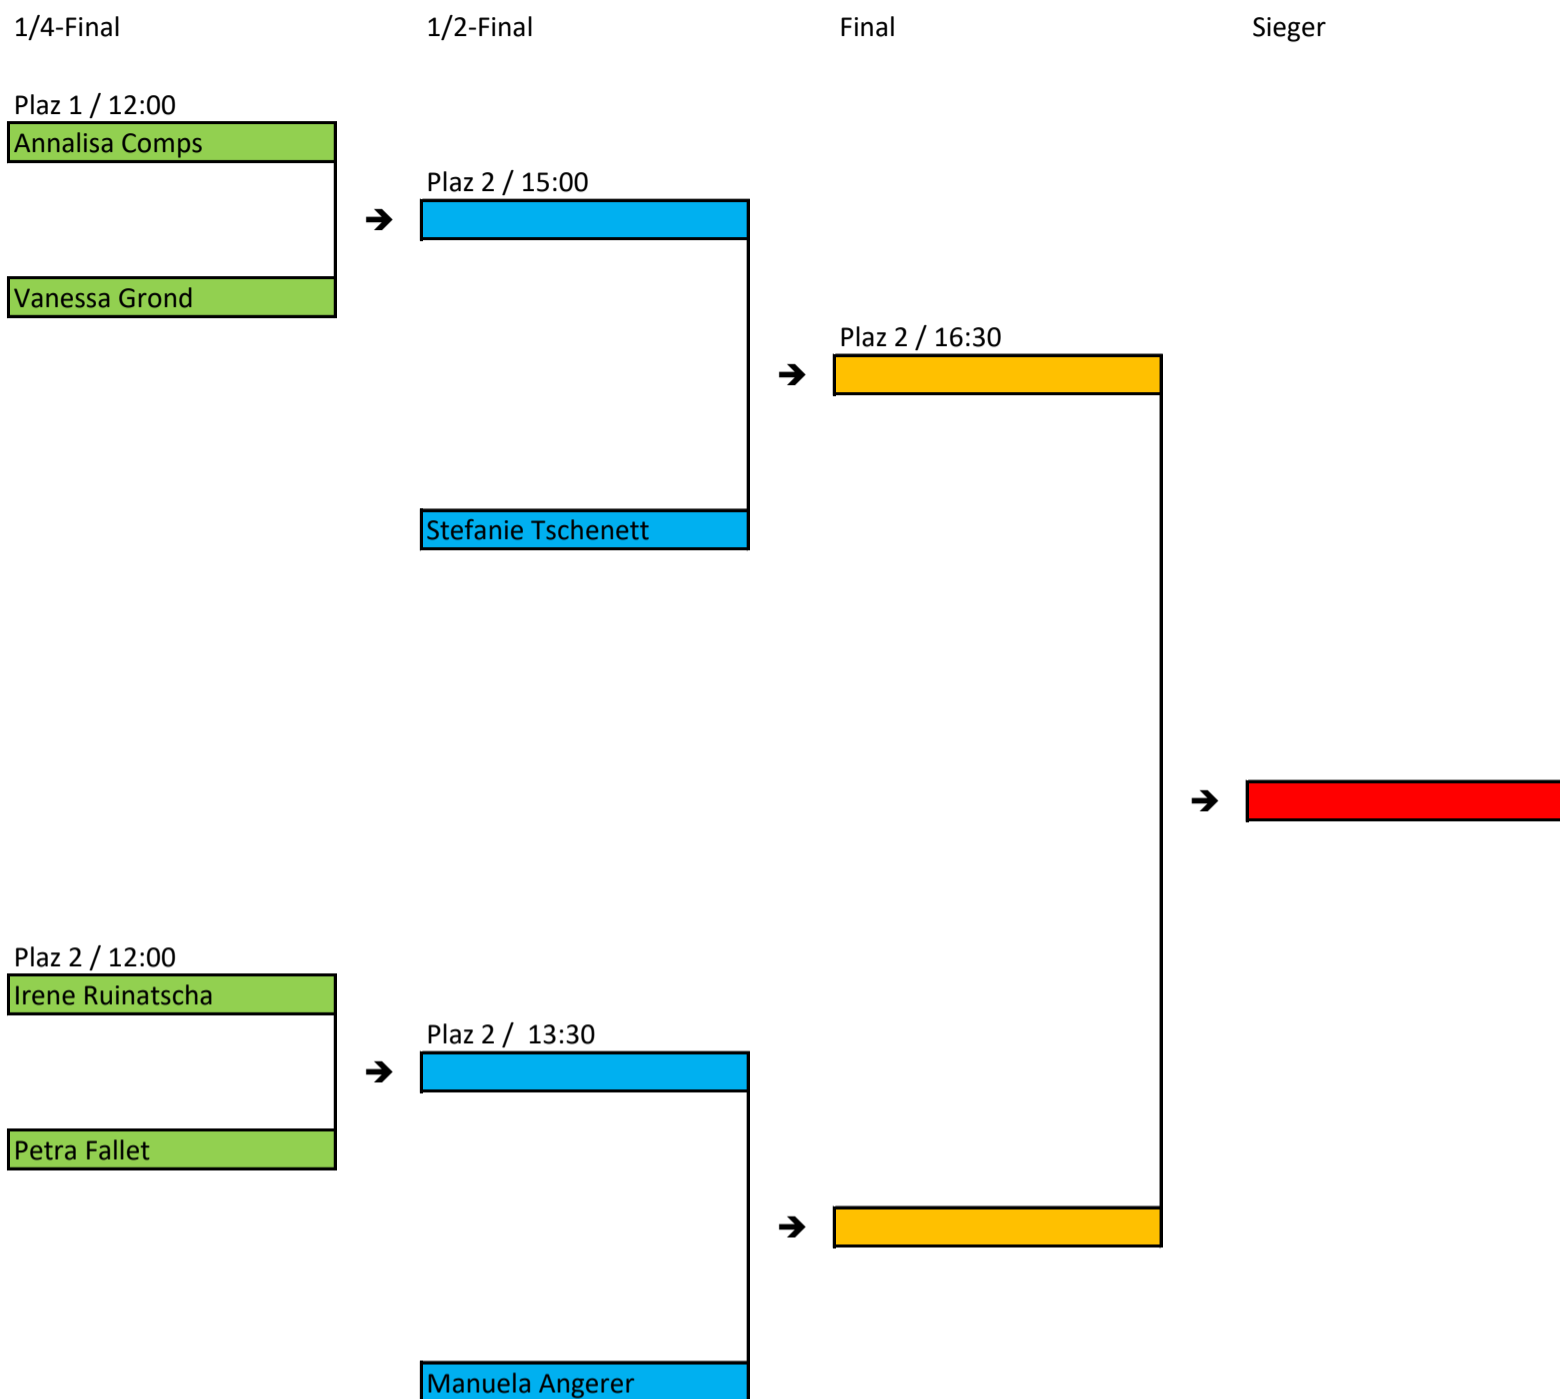 1/4-Final 1/2-Final Final Sieger
Plaz 1 / 12:00
Annalisa Comps
Plaz 2 / 15:00
Vanessa Grond
Plaz 2 / 16:30
Stefanie Tschenett
Plaz 2 / 12:00
Irene Ruinatscha
Plaz 2 /  13:30
Petra Fallet
Manuela Angerer